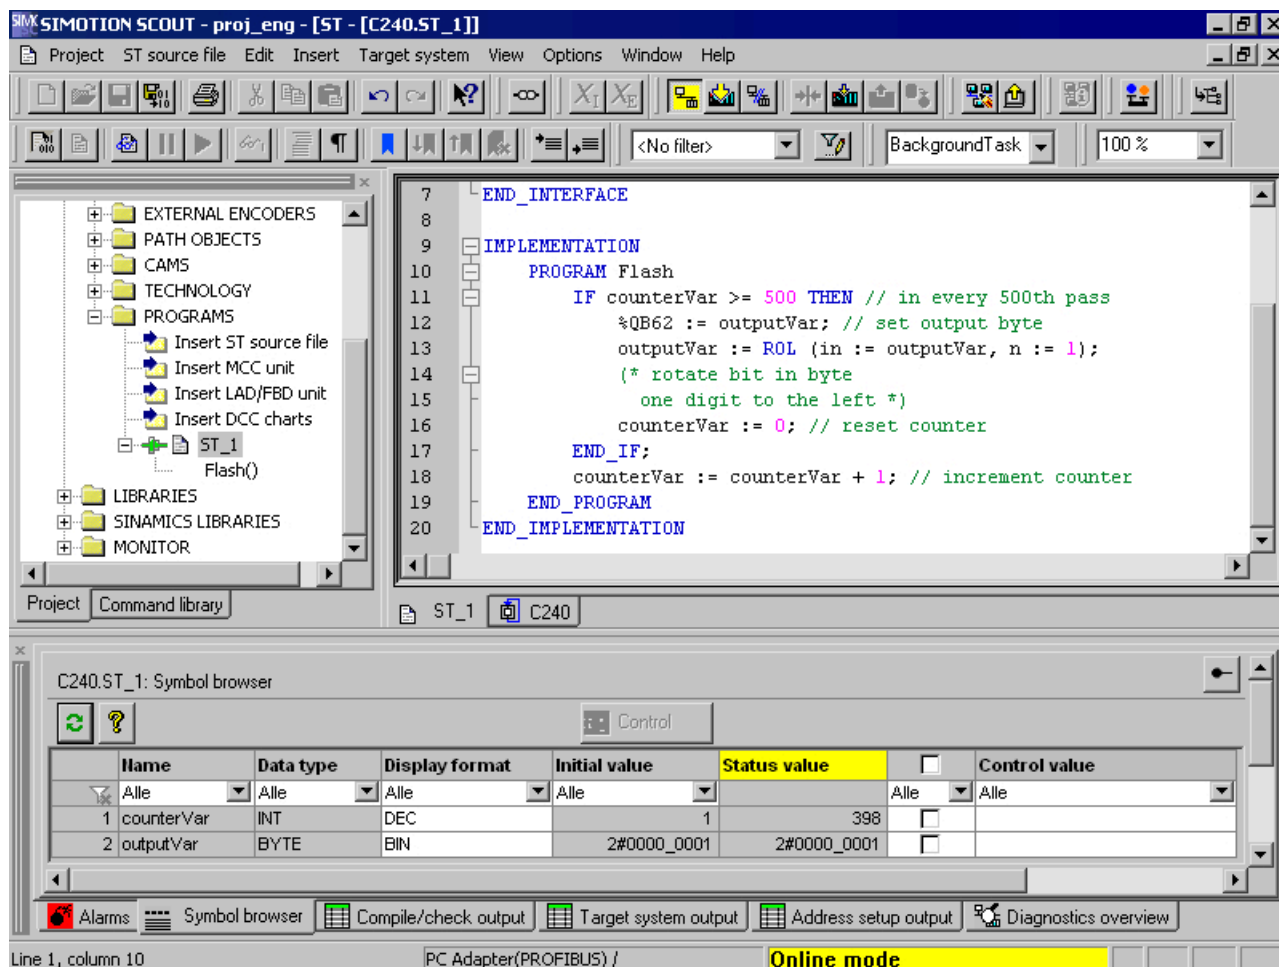 SIMOTION SCOUT - proj_eng - [ST - [C240.ST_1]]
Project ST source file Edit Insert Target system View Options Window Help
<No filter> BackgroundTask 100 %
EXTERNAL ENCODERS
PATH OBJECTS
CAMS
TECHNOLOGY
PROGRAMS
Insert ST source file
Insert MCC unit
Insert LAD/FBD unit
Insert DCC charts
ST_1
Flash()
LIBRARIES
SINAMICS LIBRARIES
MONITOR
Project Command library
7 END_INTERFACE
8
9 IMPLEMENTATION
10 PROGRAM Flash
11 IF counterVar >= 500 THEN // in every 500th pass
12 %QB62 := outputVar; // set output byte
13 outputVar := ROL (in := outputVar, n := 1);
14 (* rotate bit in byte
15 one digit to the left *)
16 counterVar := 0; // reset counter
17 END_IF;
18 counterVar := counterVar + 1; // increment counter
19 END_PROGRAM
20 END_IMPLEMENTATION
ST_1 C240
C240.ST_1: Symbol browser
Control
Name Data type Display format Initial value Status value Control value
Alle Alle Alle Alle Alle Alle
1 counterVar INT DEC 1 398
2 outputVar BYTE BIN 2#0000_0001 2#0000_0001
Alarms Symbol browser Compile/check output Target system output Address setup output Diagnostics overview
Line 1, column 10 PC Adapter(PROFIBUS) / Online mode